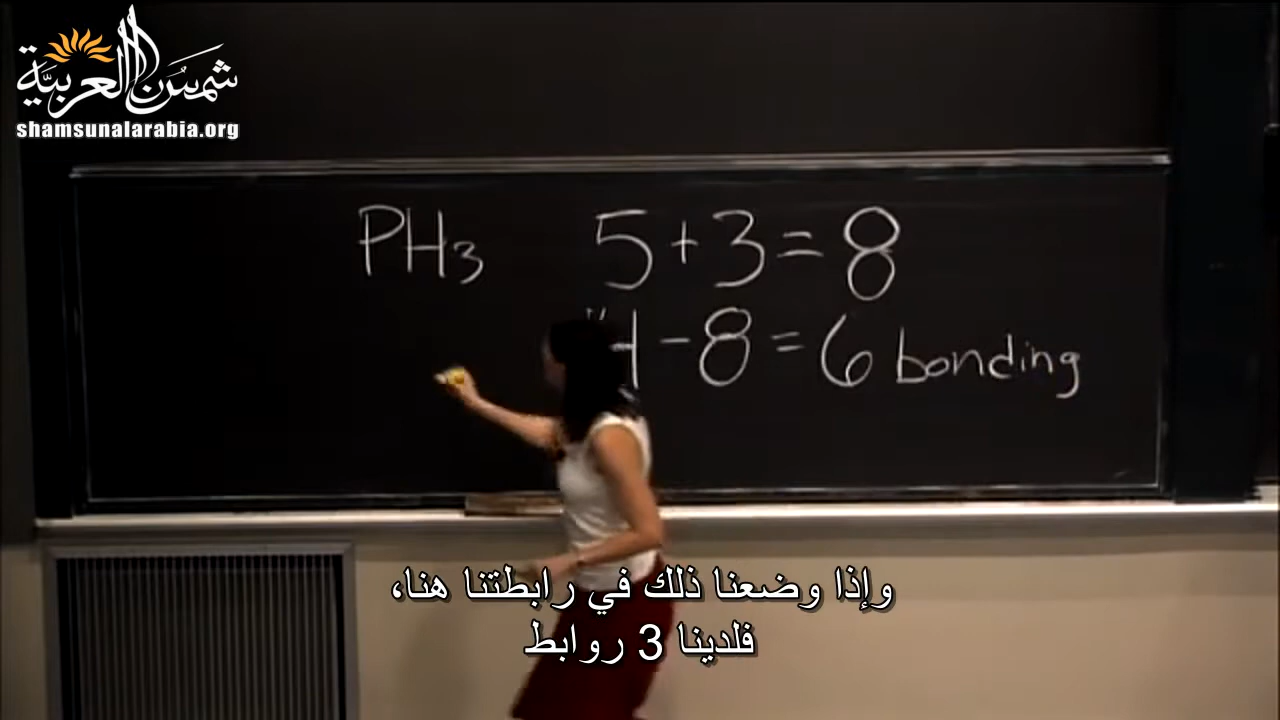 شمس العربية
shamsunalarabia.org
PH3 5+3=8
4-8=6 bonding
وإذا وضعنا ذلك في رابطتنا هنا،
فلدينا 3 روابط